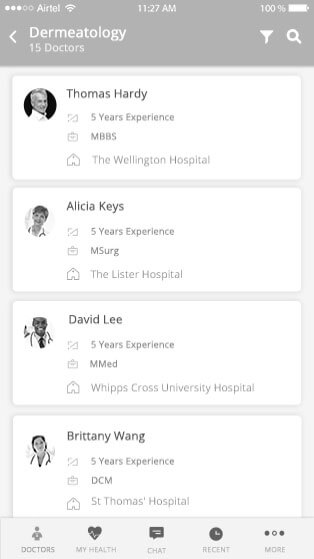 Airtel 11:27 AM 100 %
Dermeatology
15 Doctors
Thomas Hardy
5 Years Experience
MBBS
The Wellington Hospital
Alicia Keys
5 Years Experience
MSurg
The Lister Hospital
David Lee
5 Years Experience
MMed
Whipps Cross University Hospital
Brittany Wang
5 Years Experience
DCM
St Thomas' Hospital
DOCTORS MY HEALTH CHAT RECENT MORE